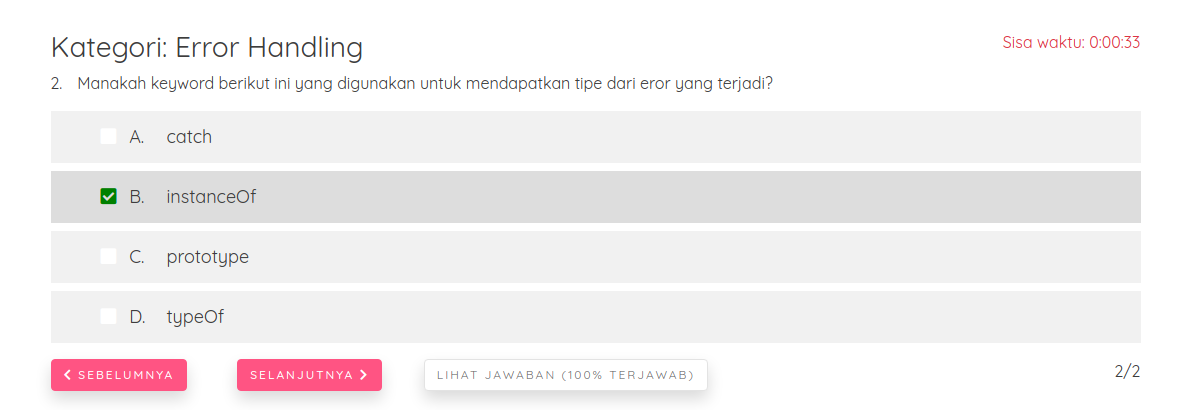 Kategori: Error Handling
Sisa waktu: 0:00:33
2. Manakah keyword berikut ini yang digunakan untuk mendapatkan tipe dari eror yang terjadi?
A. catch
B. instanceOf
C. prototype
D. typeOf
SEBELUMNYA
SELANJUTNYA
LIHAT JAWABAN (100% TERJAWAB)
2/2